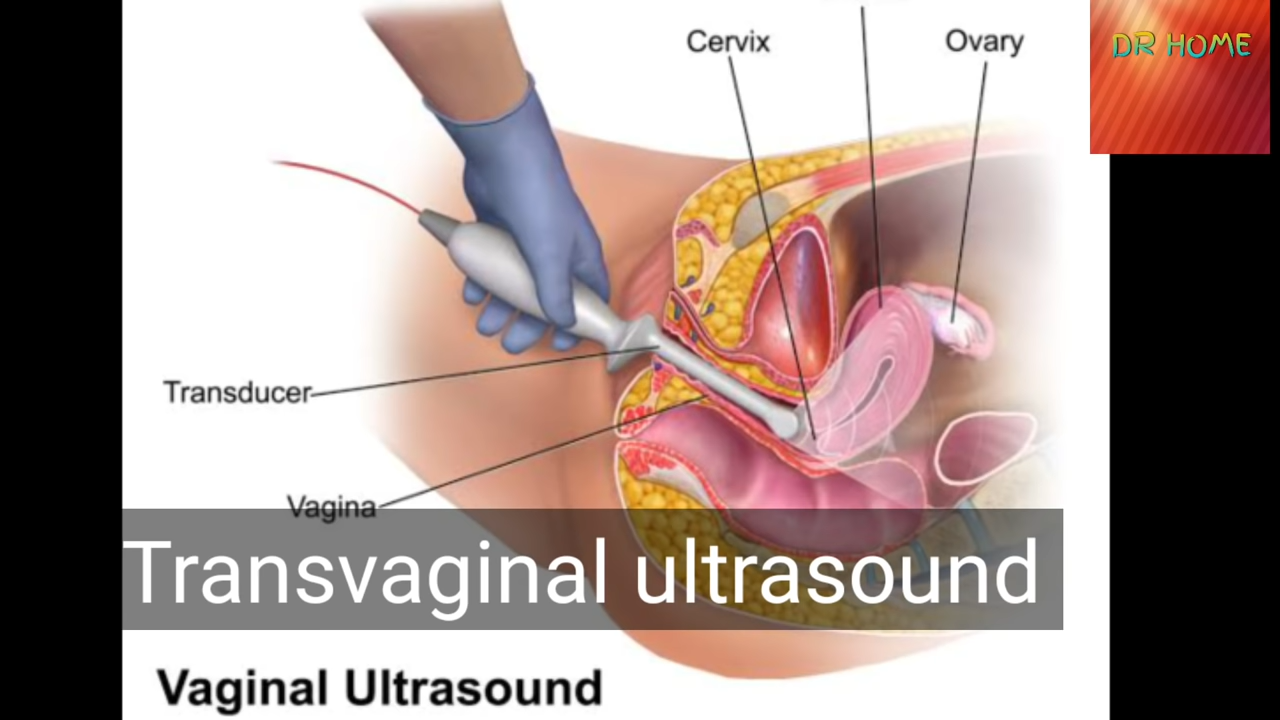 Cervix
Ovary
DR HOME
Transducer
Vagina
Transvaginal ultrasound
Vaginal Ultrasound